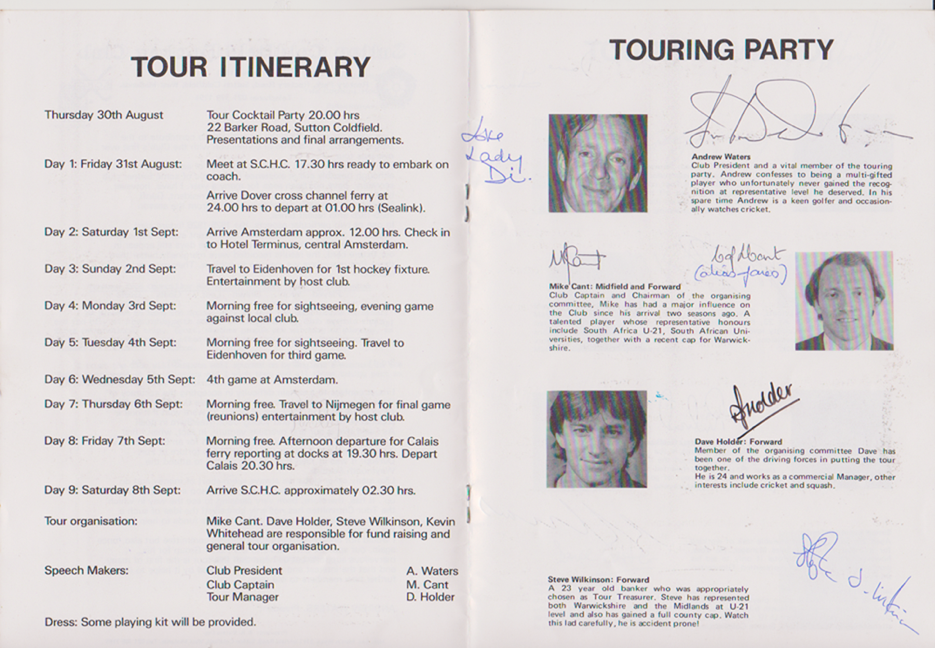 TOUR ITINERARY
Thursday 30th August Tour Cocktail Party 20.00 hrs
22 Barker Road, Sutton Coldfield.
Presentations and final arrangements.
Day 1: Friday 31st August: Meet at S.C.H.C. 17.30 hrs ready to embark on
coach.
Arrive Dover cross channel ferry at
24.00 hrs to depart at 01.00 hrs (Sealink).
Day 2: Saturday 1st Sept: Arrive Amsterdam approx. 12.00 hrs. Check in
to Hotel Terminus, central Amsterdam.
Day 3: Sunday 2nd Sept: Travel to Eidenhoven for 1st hockey fixture.
Entertainment by host club.
Day 4: Monday 3rd Sept: Morning free for sightseeing, evening game
against local club.
Day 5: Tuesday 4th Sept: Morning free for sightseeing. Travel to
Eidenhoven for third game.
Day 6: Wednesday 5th Sept: 4th game at Amsterdam.
Day 7: Thursday 6th Sept: Morning free. Travel to Nijmegen for final game
(reunions) entertainment by host club.
Day 8: Friday 7th Sept: Morning free. Afternoon departure for Calais
ferry reporting at docks at 19.30 hrs. Depart
Calais 20.30 hrs.
Day 9: Saturday 8th Sept: Arrive S.C.H.C. approximately 02.30 hrs.
Tour organisation: Mike Cant. Dave Holder, Steve Wilkinson, Kevin
Whitehead are responsible for fund raising and
general tour organisation.
Speech Makers: Club President A. Waters
Club Captain M. Cant
Tour Manager D. Holder
Dress: Some playing kit will be provided.
TOURING PARTY
Like
Lady
Di.
Andrew Waters
Club President and a vital member of the touring
party. Andrew confesses to being a multi-gifted
player who unfortunately never gained the recog-
nition at representative level he deserved. In his
spare time Andrew is a keen golfer and occasion-
ally watches cricket.
MCant
(alias Jones)
Mike Cant: Midfield and Forward
Club Captain and Chairman of the organising
committee, Mike has had a major influence on
the Club since his arrival two seasons ago. A
talented player whose representative honours
include South Africa U-21, South African Uni-
versities, together with a recent cap for Warwick-
shire.
Dave Holder: Forward
Member of the organising committee Dave has
been one of the driving forces in putting the tour
together.
He is 24 and works as a commercial Manager, other
interests include cricket and squash.
Steve Wilkinson: Forward
A 23 year old banker who was appropriately
chosen as Tour Treasurer. Steve has represented
both Warwickshire and the Midlands at U-21
level and also has gained a full county cap. Watch
this lad carefully, he is accident prone!